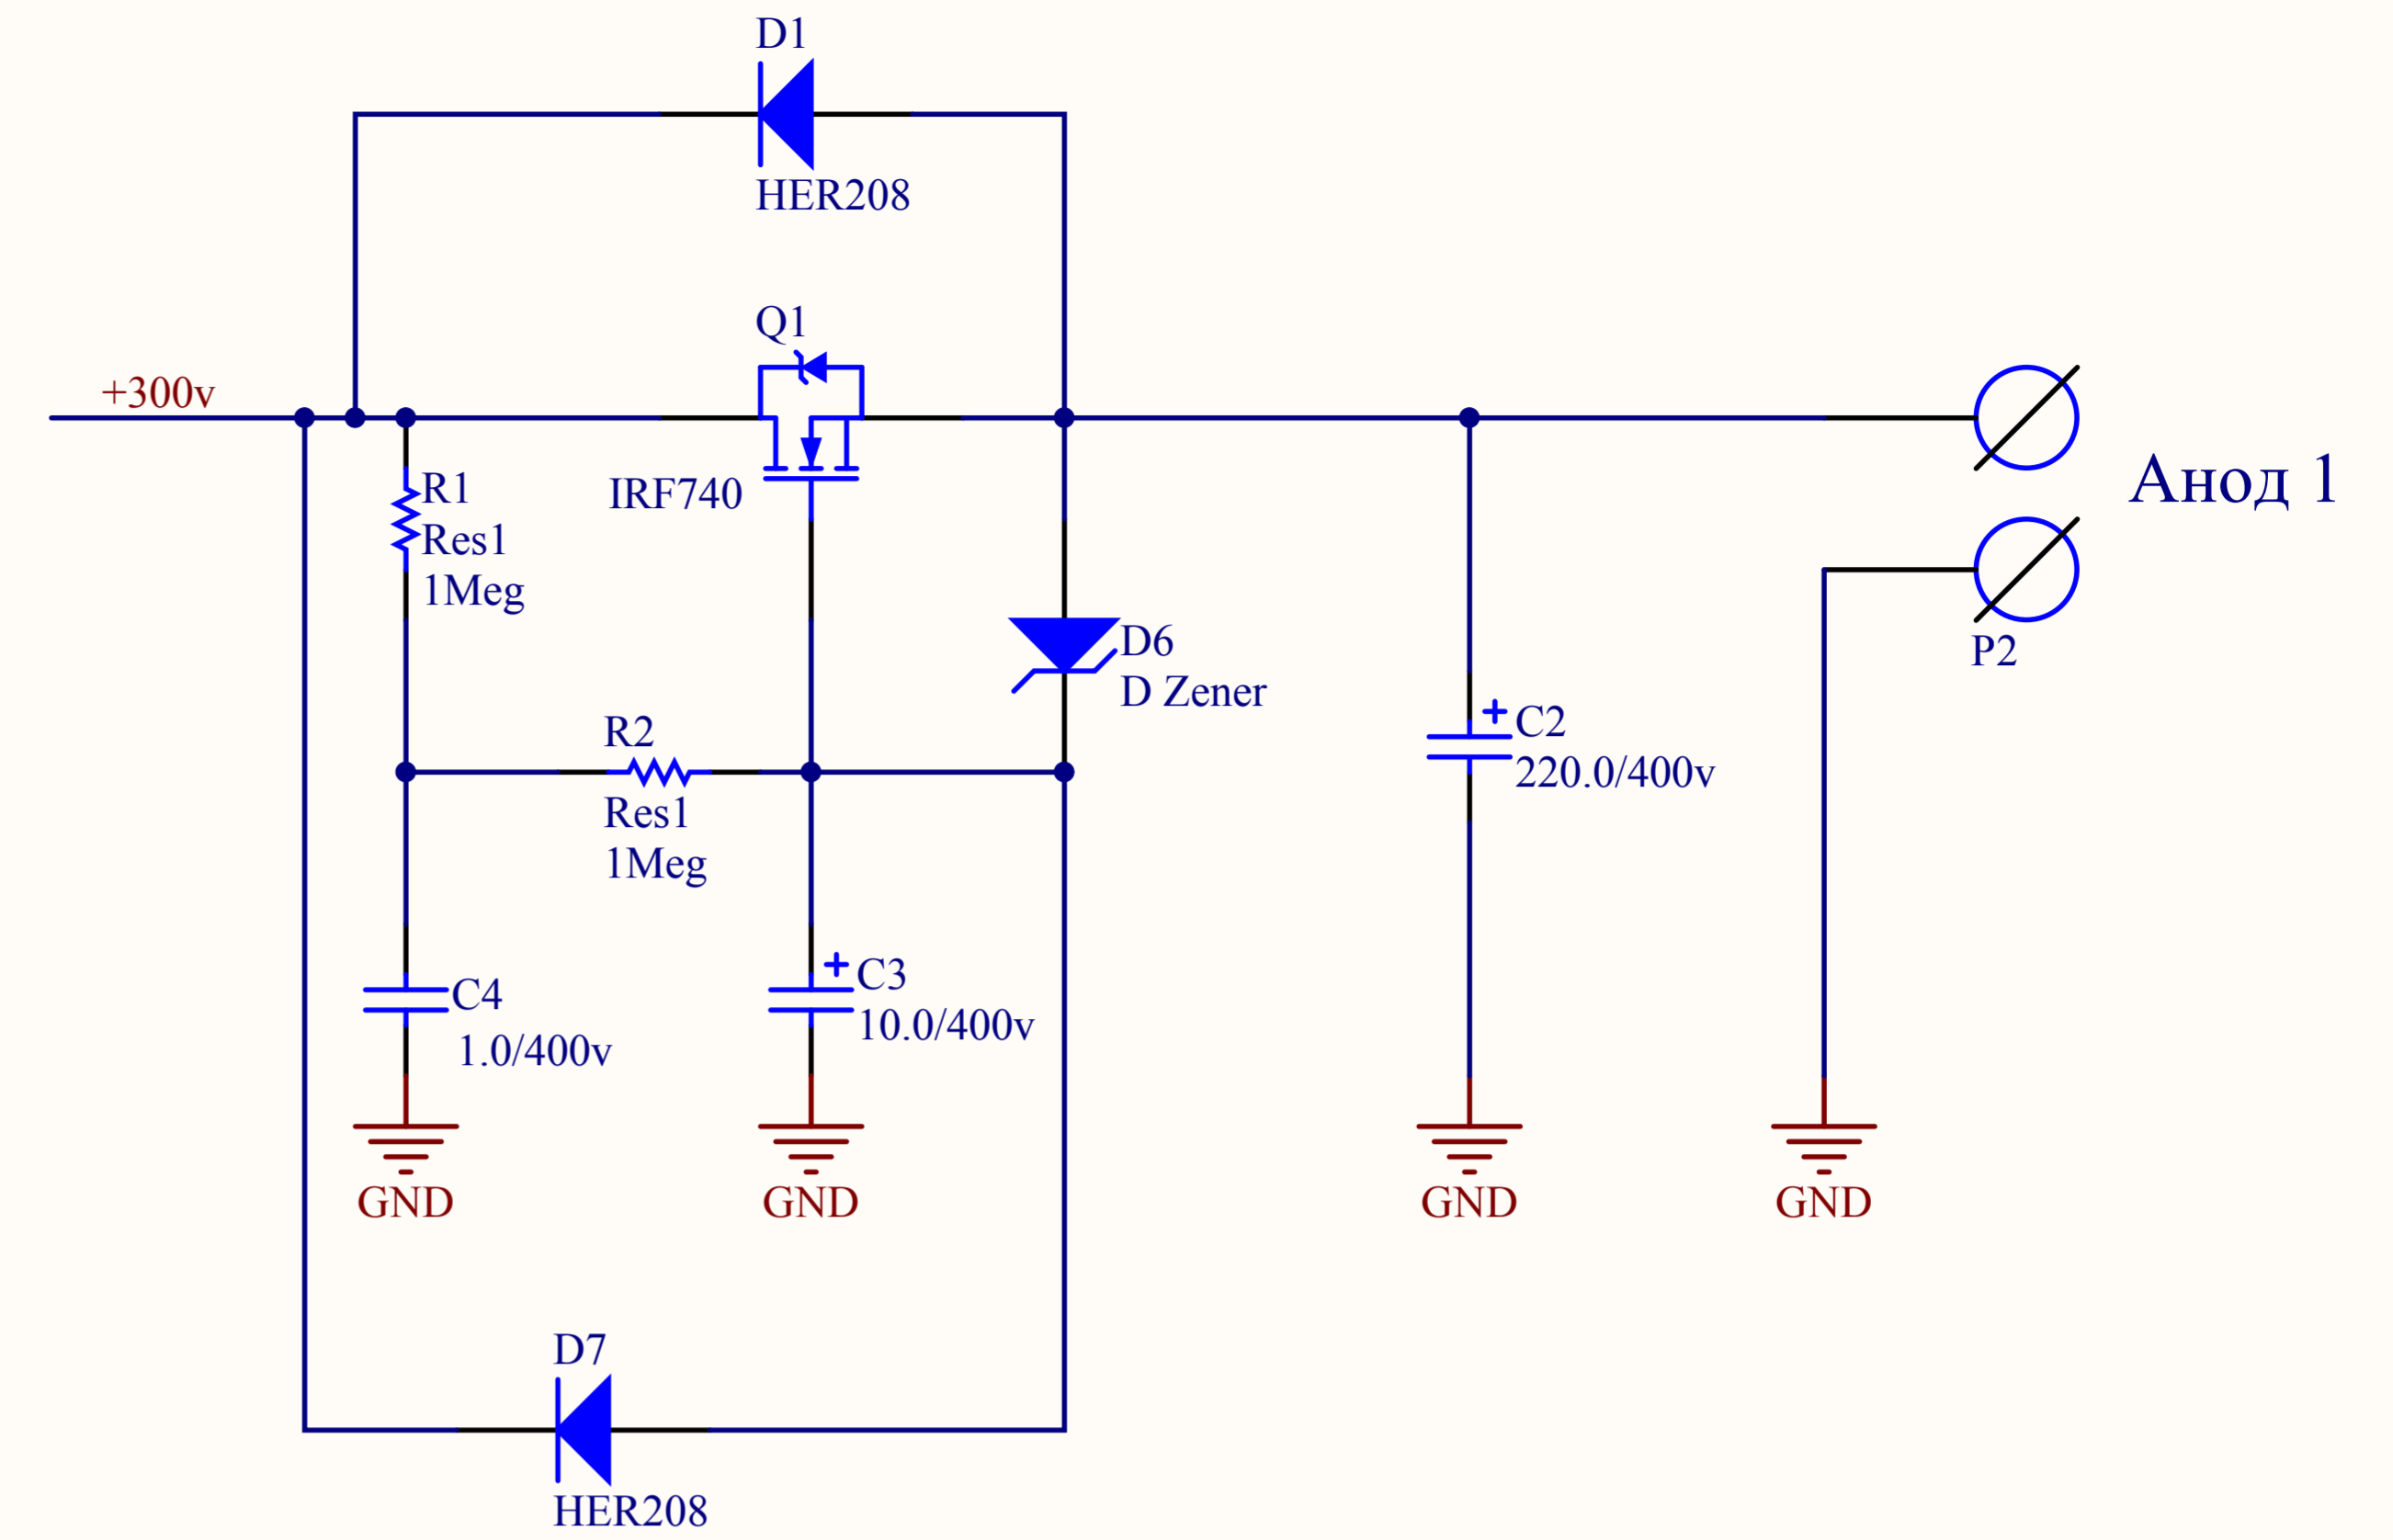 D1
HER208
Q1
+300v
IRF740
R1
Res1
1Meg
Анод 1
D6
D Zener
P2
R2
Res1
1Meg
C2
220.0/400v
C4
1.0/400v
C3
10.0/400v
GND
GND
GND
GND
D7
HER208